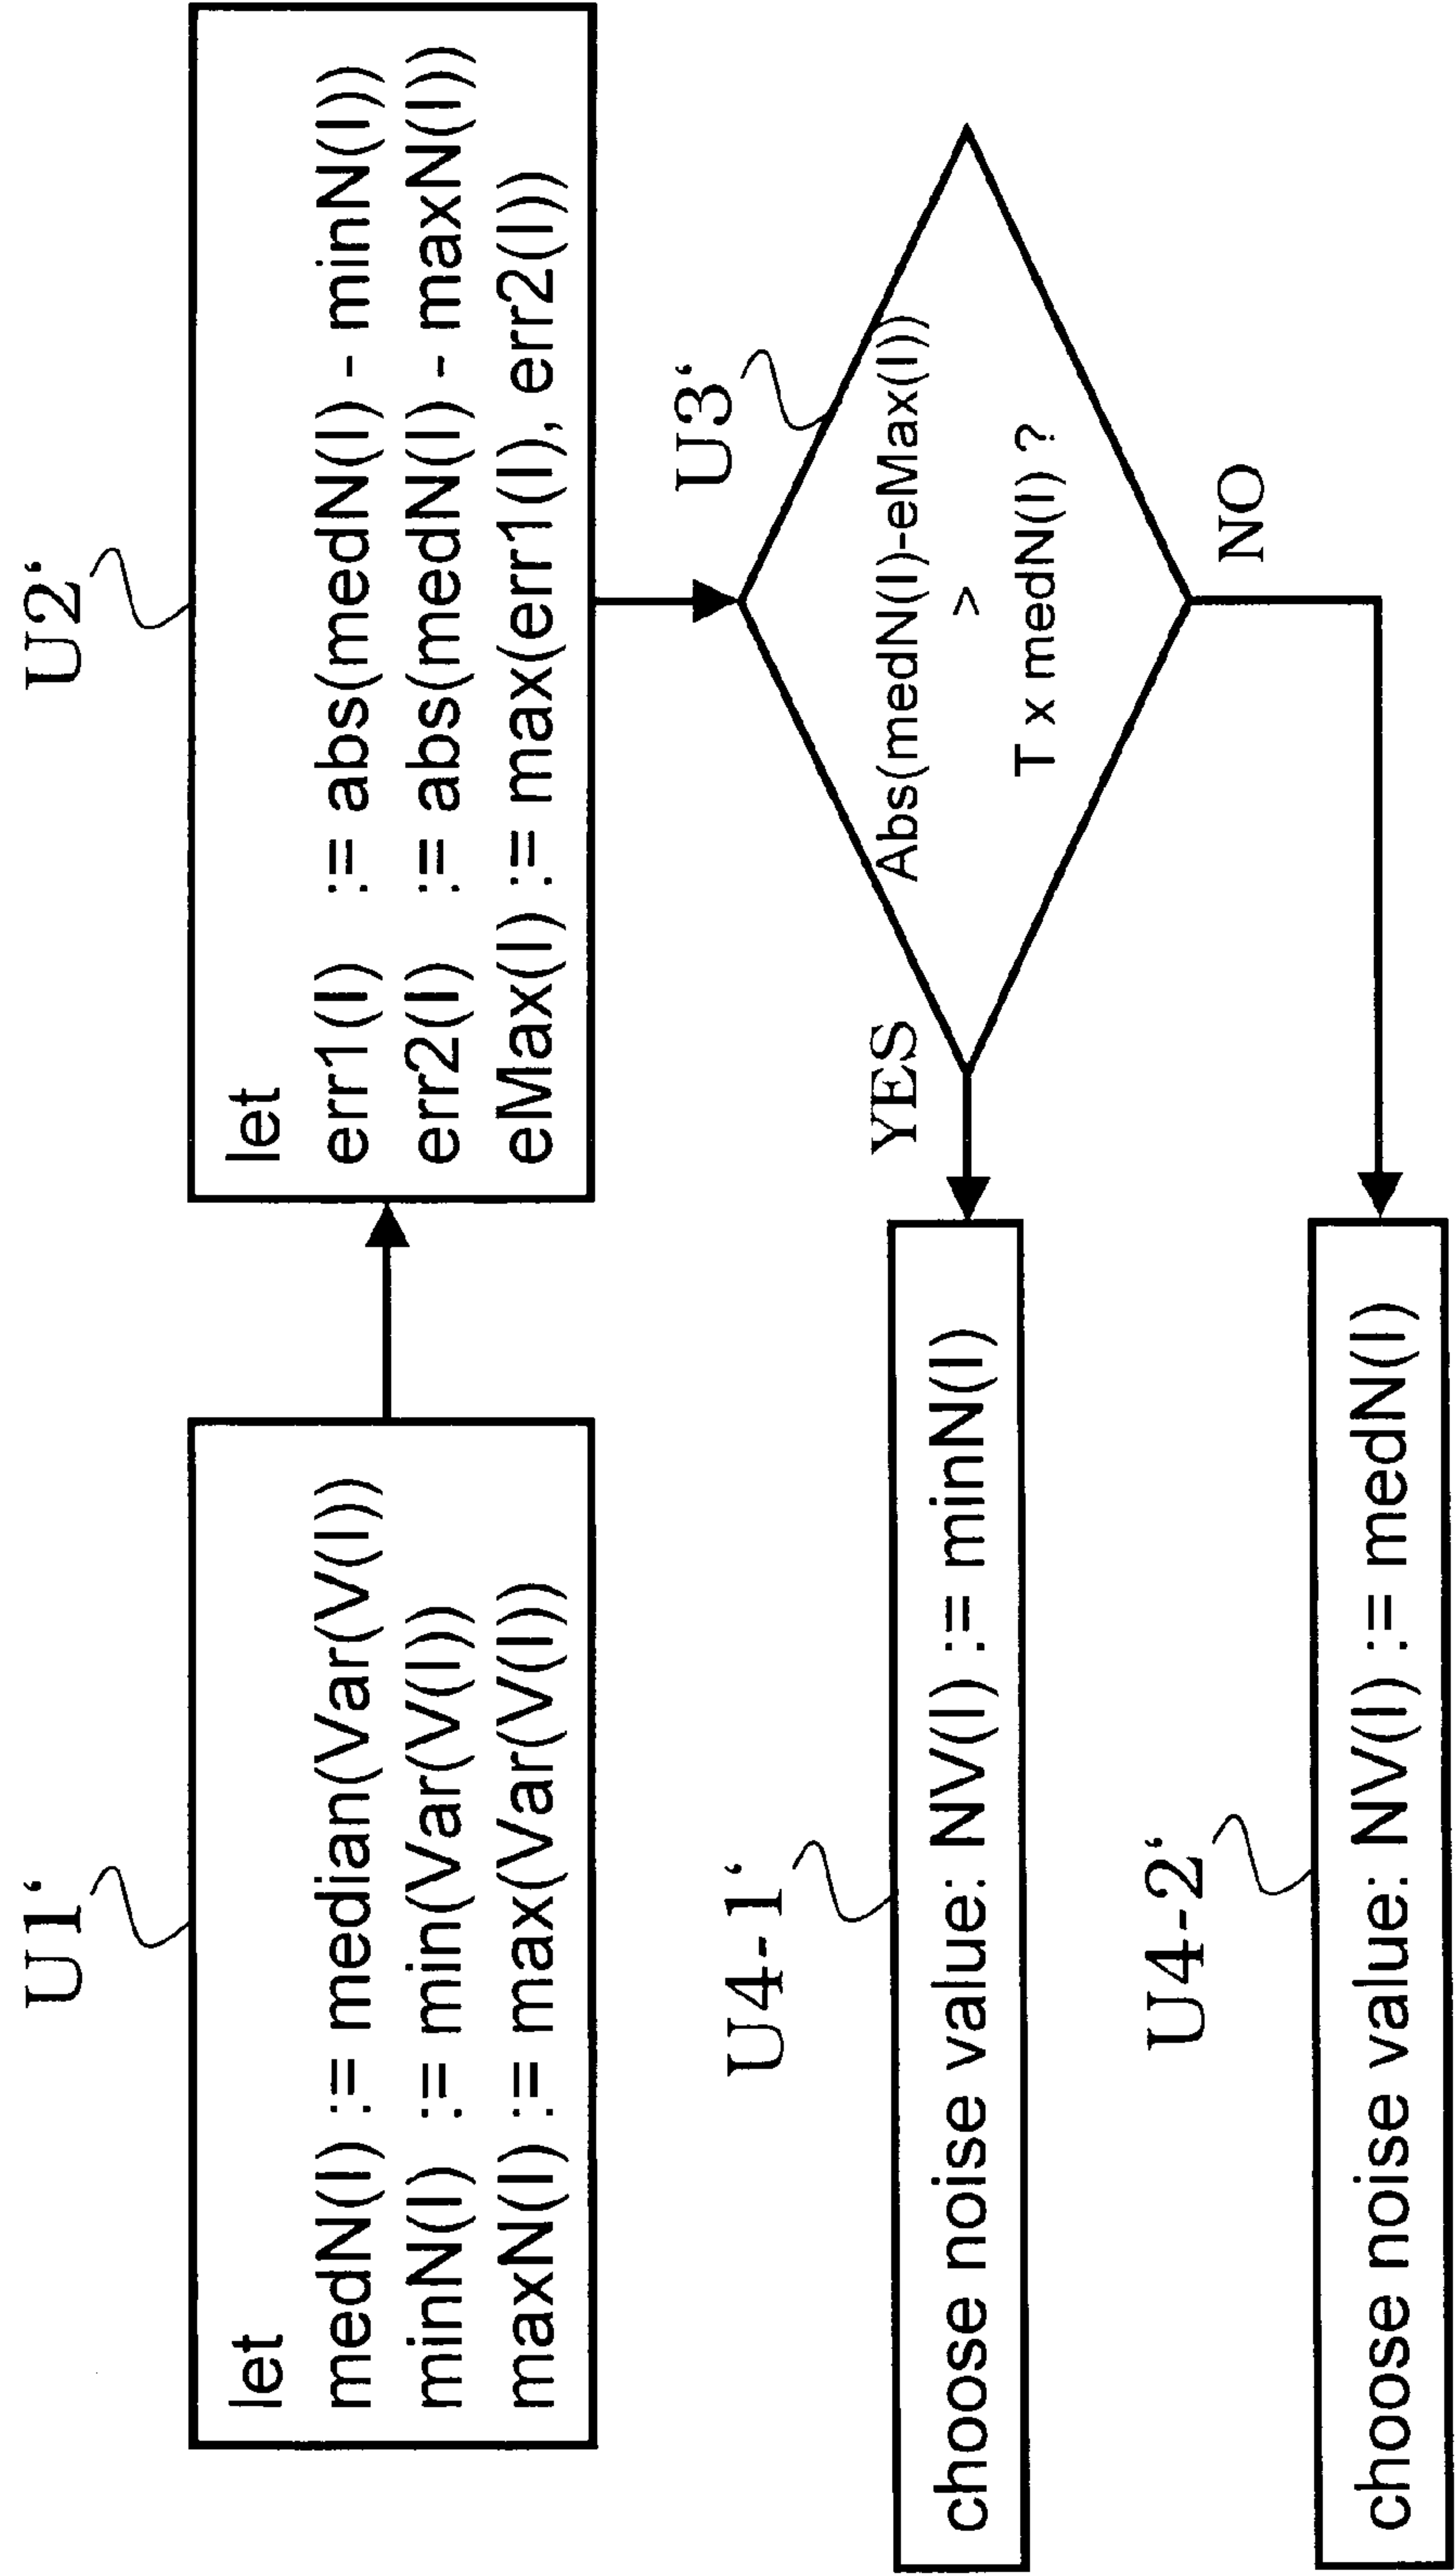 U1‘
let
medN(I) := median(Var(V(I))
minN(I) := min(Var(V(I))
maxN(I) := max(Var(V(I))
U2‘
let
err1(I) := abs(medN(I) - minN(I))
err2(I) := abs(medN(I) - maxN(I))
eMax(I) := max(err1(I), err2(I))
U3‘
Abs(medN(I)-eMax(I))
>
T x medN(I) ?
YES
NO
U4-1‘
choose noise value: NV(I) := minN(I)
U4-2‘
choose noise value: NV(I) := medN(I)